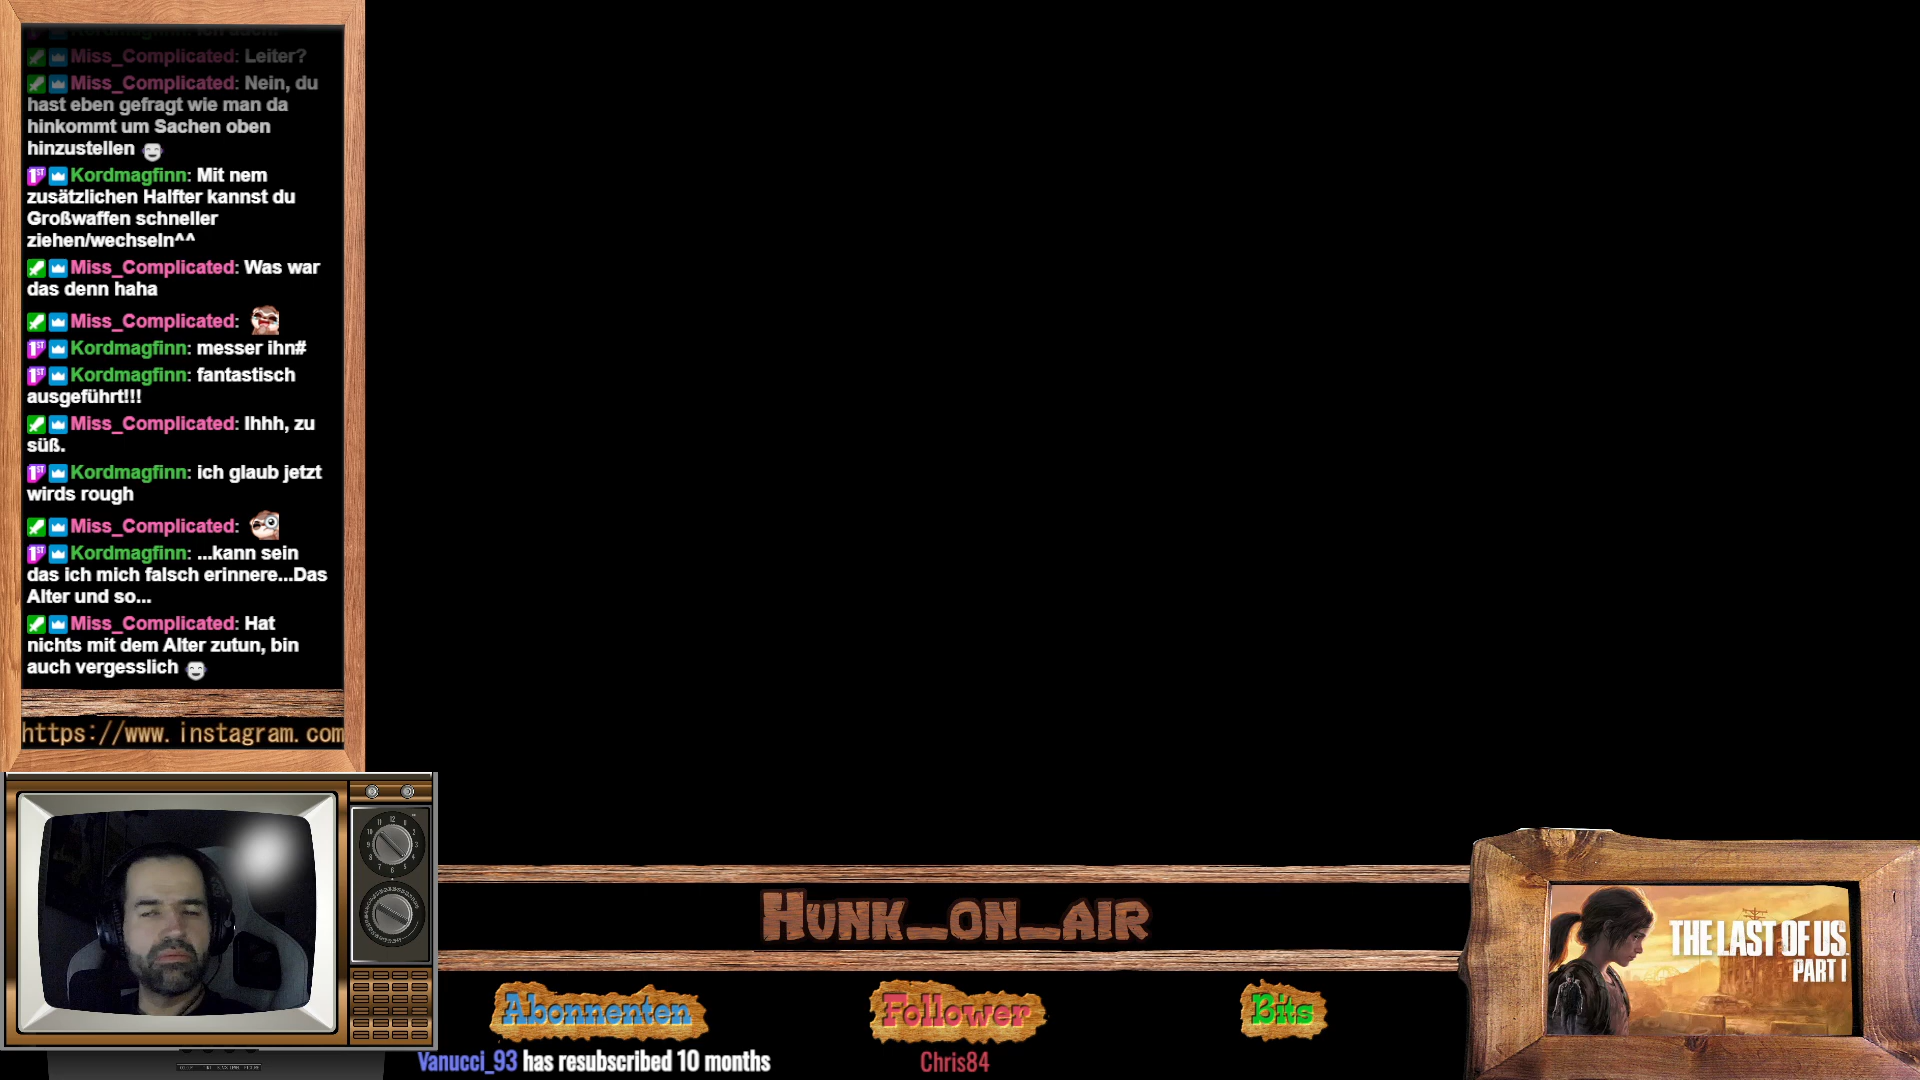 Miss_Complicated: Leiter?
Miss_Complicated: Nein, du
hast eben gefragt wie man da
hinkommt um Sachen oben
hinzustellen
Kordmagfinn: Mit nem
zusätzlichen Halfter kannst du
Großwaffen schneller
ziehen/wechseln^^
Miss_Complicated: Was war
das denn haha
Miss_Complicated:
Kordmagfinn: messer ihn#
Kordmagfinn: fantastisch
ausgeführt!!!
Miss_Complicated: Ihhh, zu
süß.
Kordmagfinn: ich glaub jetzt
wirds rough
Miss_Complicated:
Kordmagfinn: ...kann sein
das ich mich falsch erinnere...Das
Alter und so...
Miss_Complicated: Hat
nichts mit dem Alter zutun, bin
auch vergesslich
https://www.instagram.com
HUNK_ON_AIR
THE LAST OF US
PART I
Abonnenten
Follower
Bits
Vanucci_93 has resubscribed 10 months
Chris84